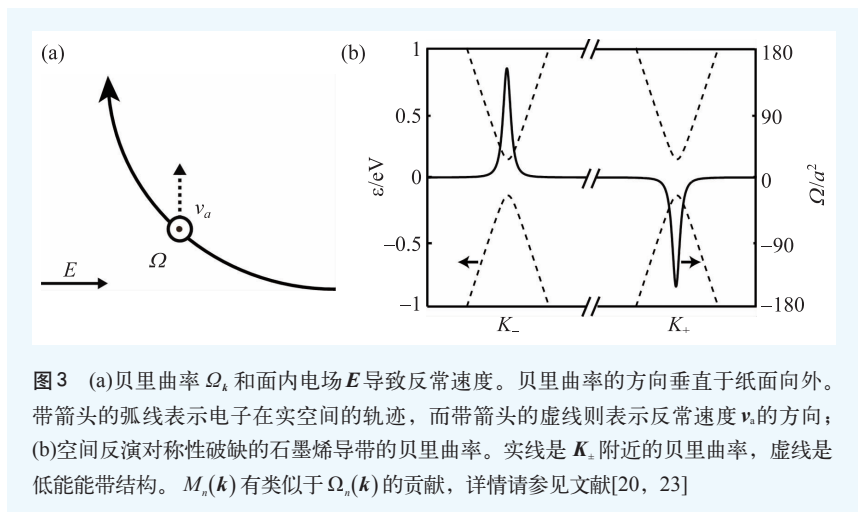 (a)
(b)
v_a
Ω
E
1
0.5
0
−0.5
−1
ε/eV
180
90
0
−90
−180
Ω/a²
K₋
K₊
图3 (a)贝里曲率 Ω_k 和面内电场 E 导致反常速度。贝里曲率的方向垂直于纸面向外。
带箭头的弧线表示电子在实空间的轨迹，而带箭头的虚线则表示反常速度 v_a的方向；
(b)空间反演对称性破缺的石墨烯导带的贝里曲率。实线是 K± 附近的贝里曲率，虚线是
低能能带结构。 M_n(k) 有类似于 Ω_n(k) 的贡献，详情请参见文献[20，23]